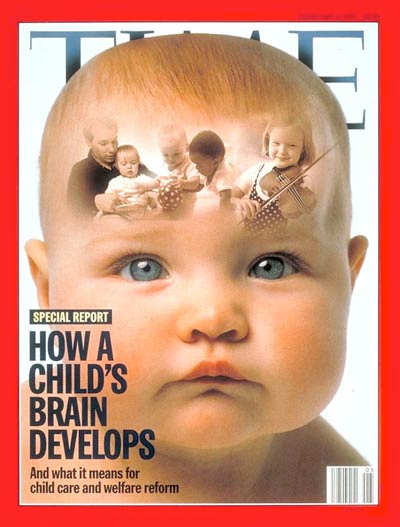 TIME
SPECIAL REPORT
HOW A
CHILD'S
BRAIN
DEVELOPS
And what it means for
child care and welfare reform